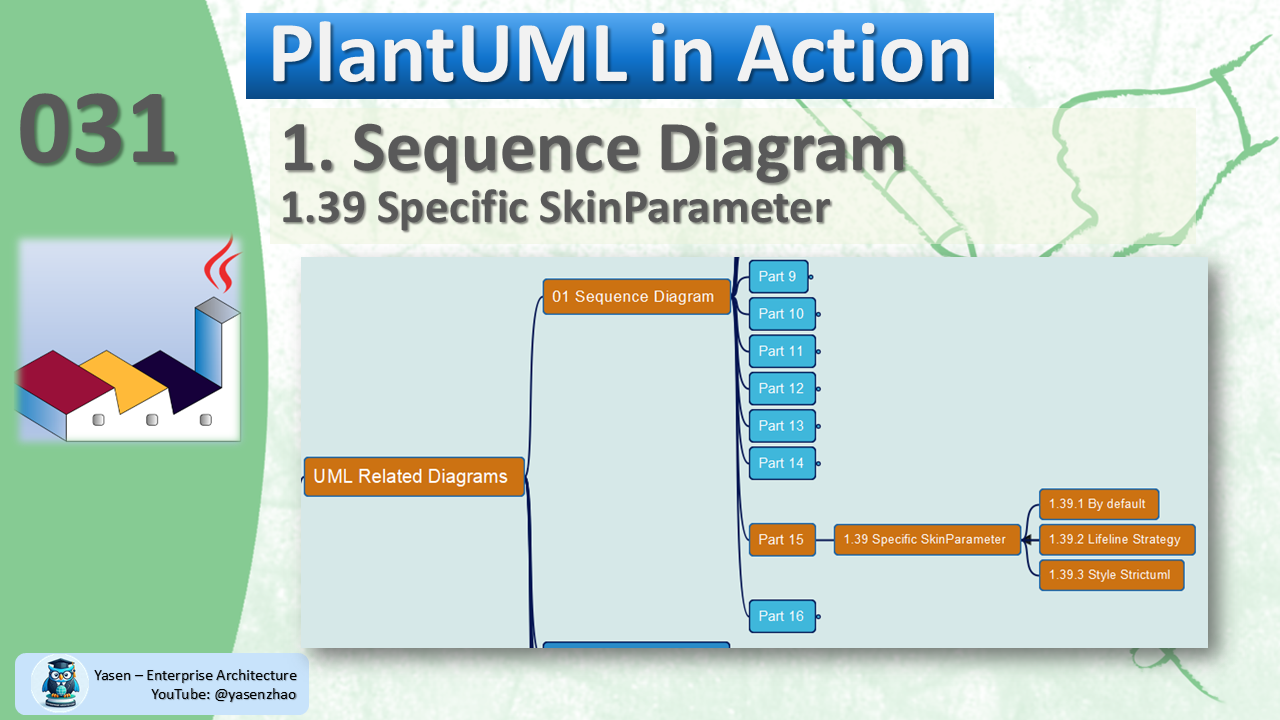 PlantUML in Action
031
1. Sequence Diagram
1.39 Specific SkinParameter
Part 9
01 Sequence Diagram
Part 10
Part 11
Part 12
Part 13
Part 14
UML Related Diagrams
1.39.1 By default
Part 15
1.39 Specific SkinParameter
1.39.2 Lifeline Strategy
1.39.3 Style Strictuml
Part 16
Yasen – Enterprise Architecture
YouTube: @yasenzhao